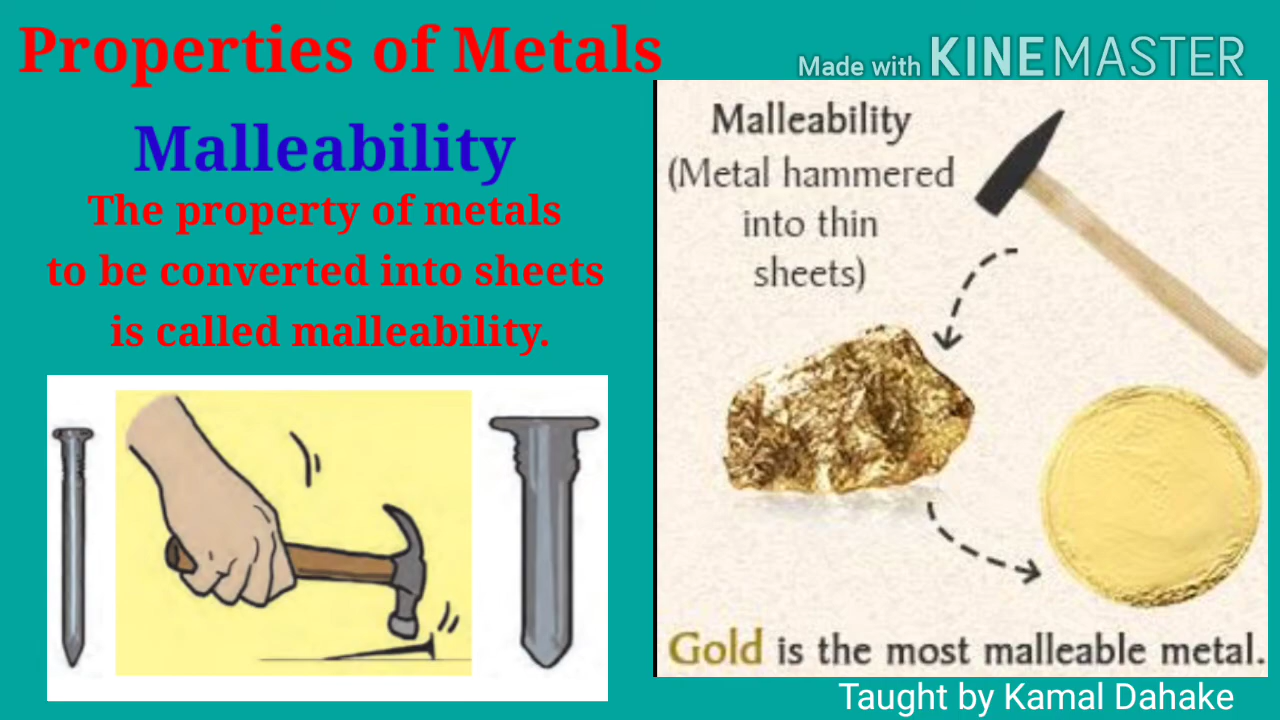 Properties of Metals
Made with KINEMASTER
Malleability
The property of metals
to be converted into sheets
is called malleability.
Malleability
(Metal hammered
into thin
sheets)
Gold is the most malleable metal.
Taught by Kamal Dahake